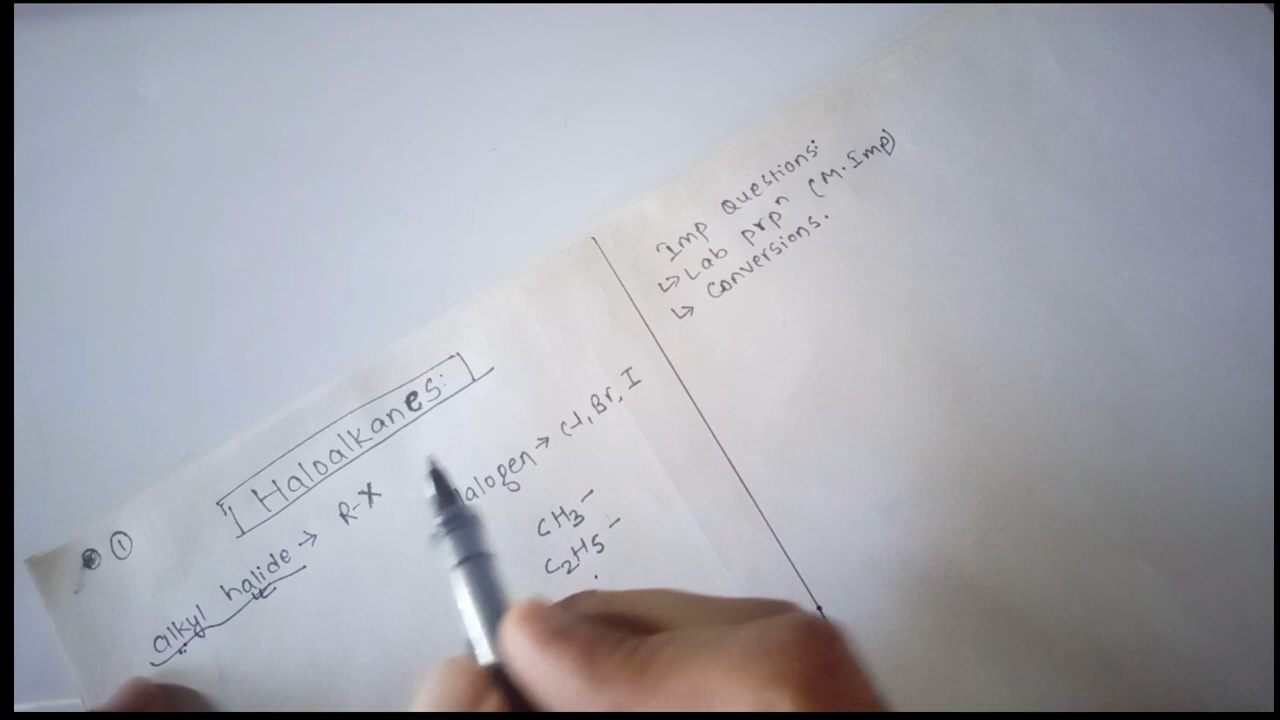 Haloalkanes:
①
alkyl halide → R-X
Halogen → Cl, Br, I
CH3 -
C2H5 -
Imp Questions:
↳ Lab prpⁿ (M.Imp)
↳ Conversions.